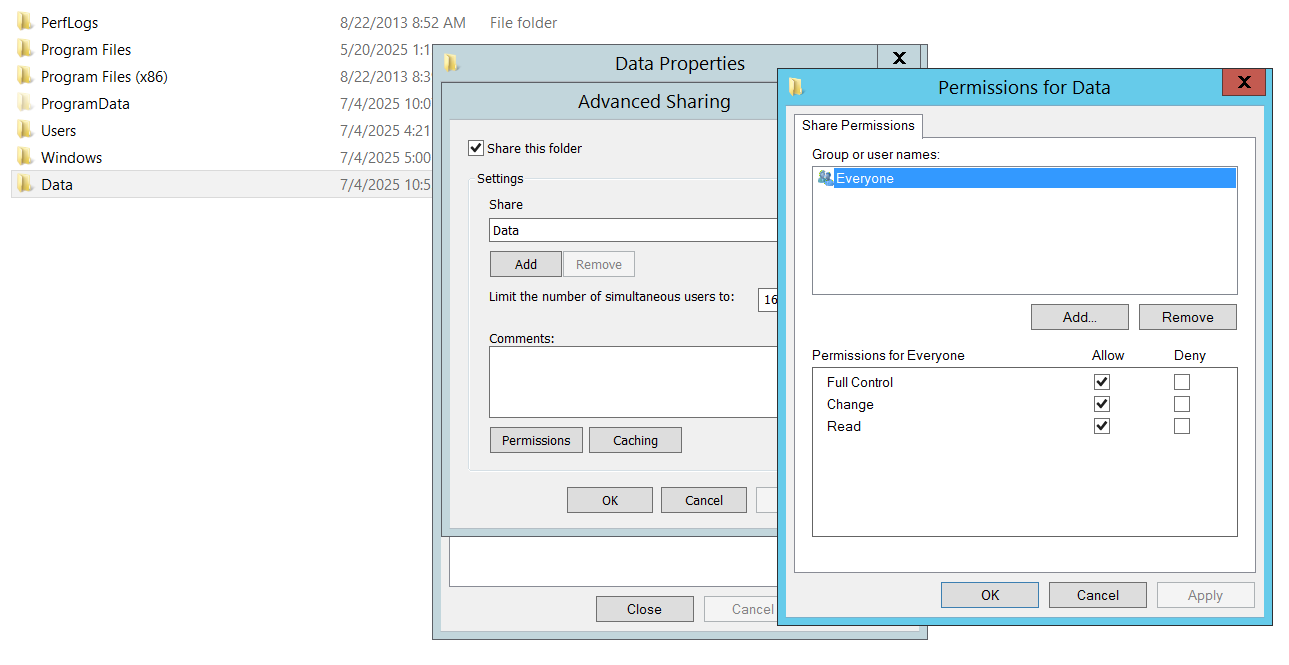 PerfLogs 8/22/2013 8:52 AM File folder
Program Files 5/20/2025 1:1
Program Files (x86) 8/22/2013 8:3
ProgramData 7/4/2025 10:0
Users 7/4/2025 4:21
Windows 7/4/2025 5:00
Data 7/4/2025 10:5
Data Properties
Advanced Sharing
Share this folder
Settings
Share
Data
Add Remove
Limit the number of simultaneous users to: 16
Comments:
Permissions Caching
OK Cancel
Close Cancel
Permissions for Data
Share Permissions
Group or user names:
Everyone
Add... Remove
Permissions for Everyone Allow Deny
Full Control
Change
Read
OK Cancel Apply